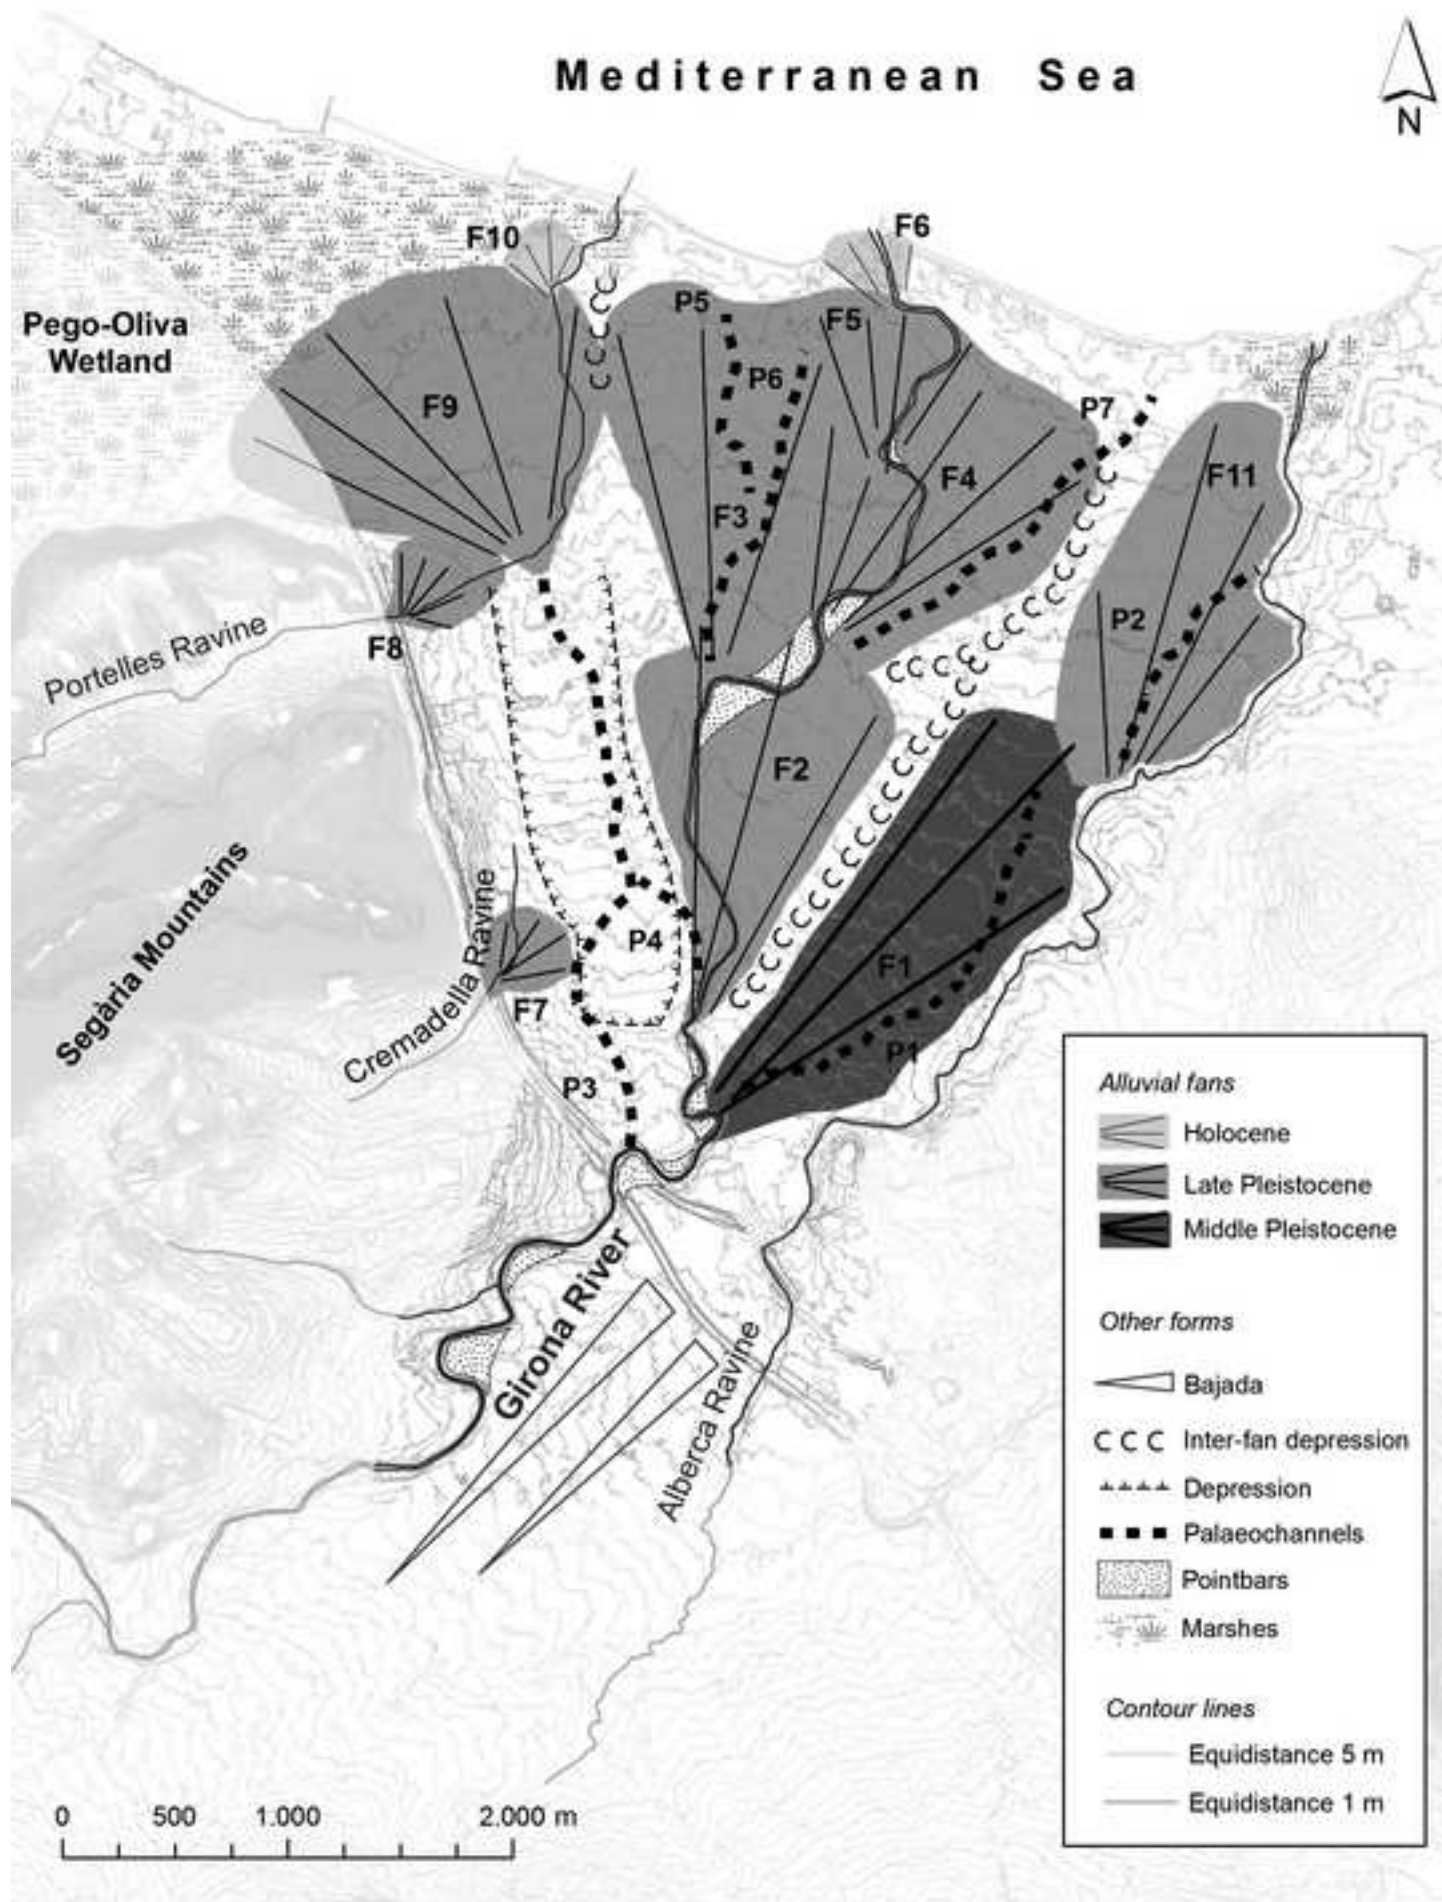 Mediterranean Sea
N
F10
F6
P5
F5
Pego-Oliva
Wetland
P6
F9
P7
F4
F11
F3
P2
Portelles Ravine
F8
F2
Segària Mountains
Cremadella Ravine
P4
F1
F7
P1
P3
Girona River
Alberca Ravine
Alluvial fans
Holocene
Late Pleistocene
Middle Pleistocene
Other forms
Bajada
Inter-fan depression
Depression
Palaeochannels
Pointbars
Marshes
Contour lines
Equidistance 5 m
Equidistance 1 m
0 500 1.000 2.000 m